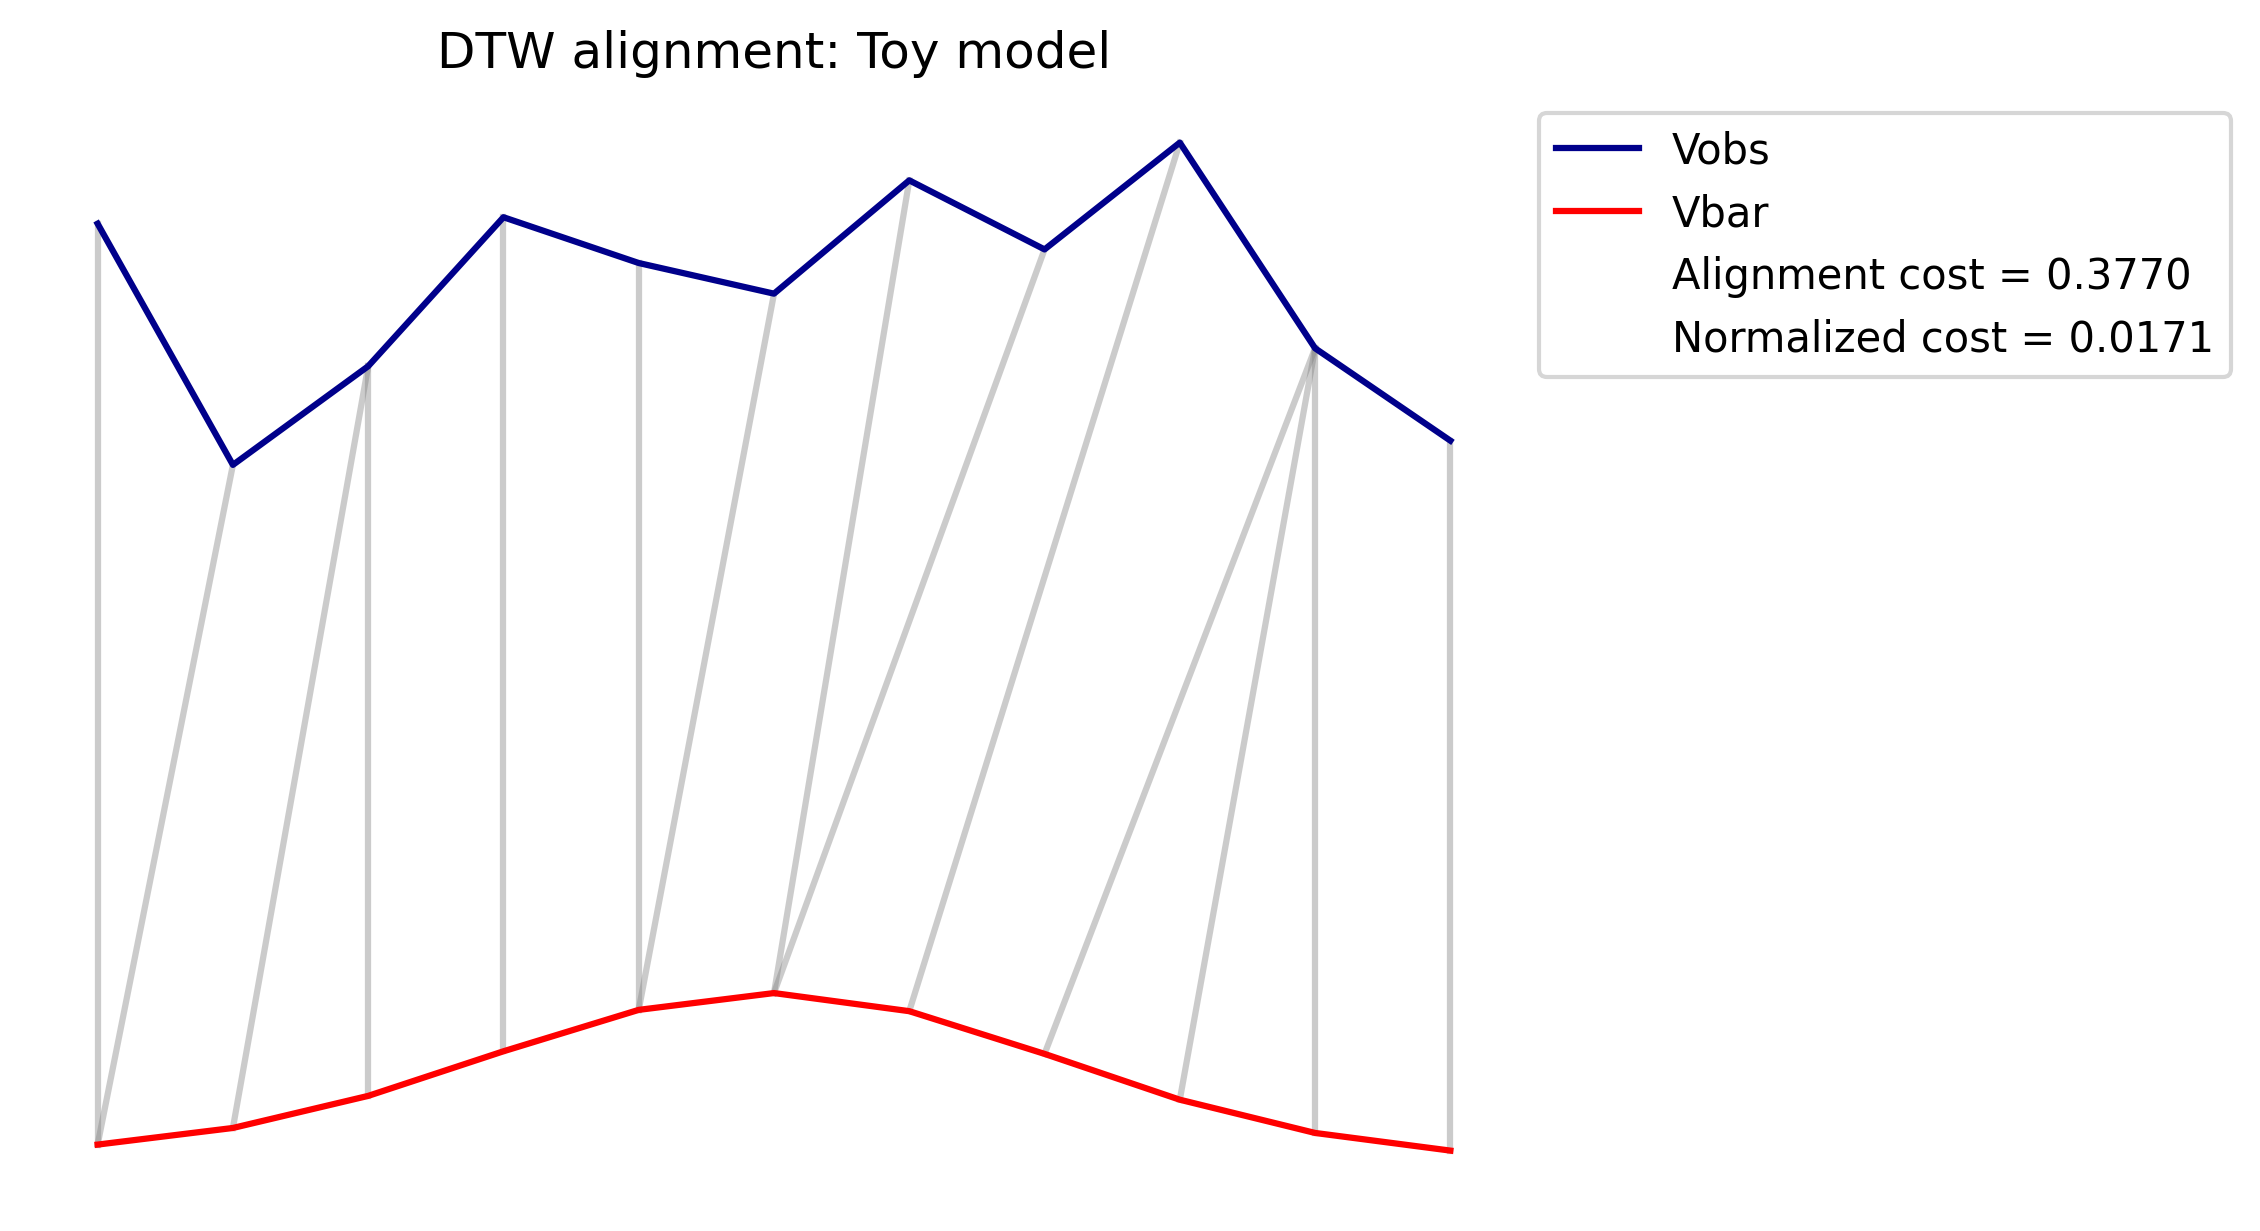 DTW alignment: Toy model
Vobs
Vbar
Alignment cost = 0.3770
Normalized cost = 0.0171